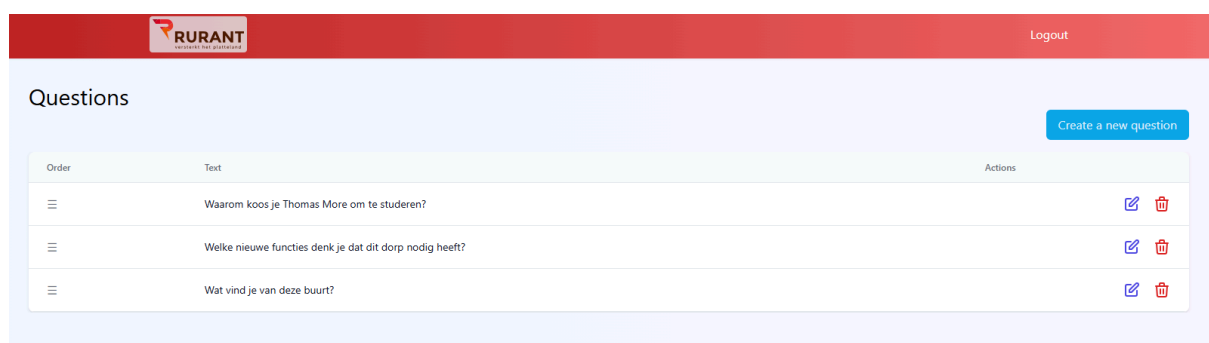 RURANT
versterkt het platteland
Logout
Questions
Create a new question
Order Text Actions
Waarom koos je Thomas More om te studeren?
Welke nieuwe functies denk je dat dit dorp nodig heeft?
Wat vind je van deze buurt?